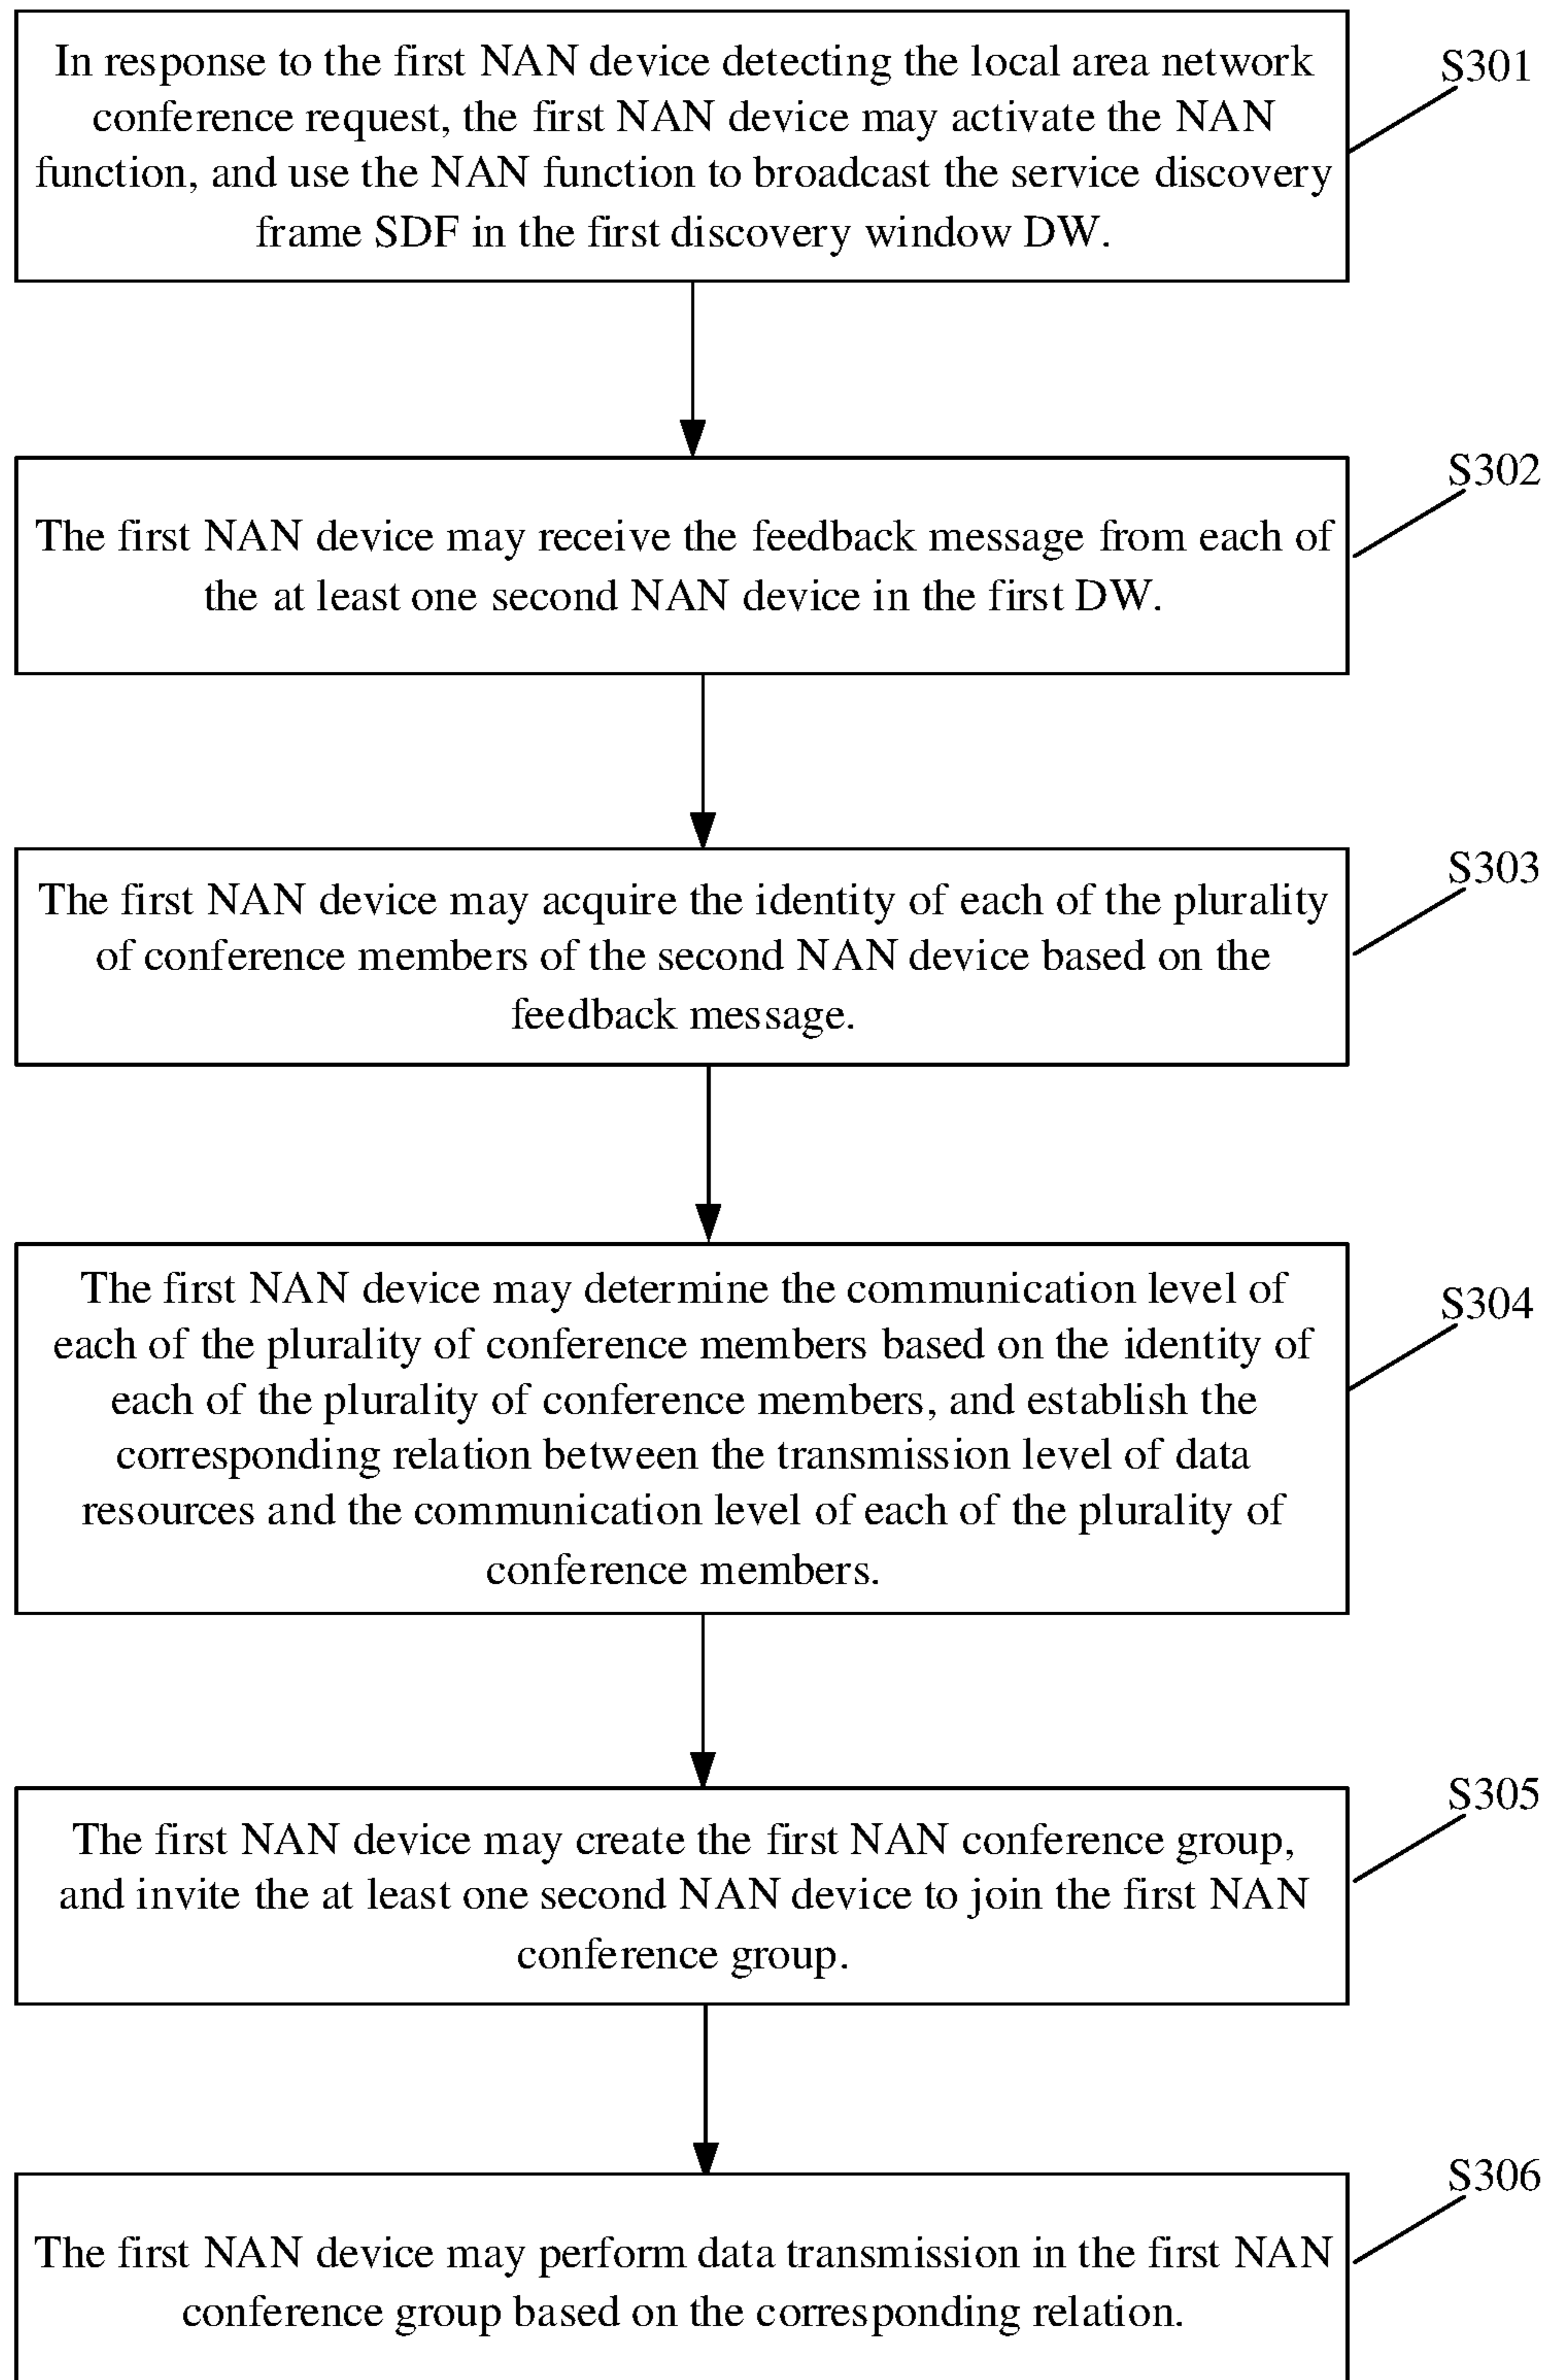 In response to the first NAN device detecting the local area network
conference request, the first NAN device may activate the NAN
function, and use the NAN function to broadcast the service discovery
frame SDF in the first discovery window DW.
S301
The first NAN device may receive the feedback message from each of
the at least one second NAN device in the first DW.
S302
The first NAN device may acquire the identity of each of the plurality
of conference members of the second NAN device based on the
feedback message.
S303
The first NAN device may determine the communication level of
each of the plurality of conference members based on the identity of
each of the plurality of conference members, and establish the
corresponding relation between the transmission level of data
resources and the communication level of each of the plurality of
conference members.
S304
The first NAN device may create the first NAN conference group,
and invite the at least one second NAN device to join the first NAN
conference group.
S305
The first NAN device may perform data transmission in the first NAN
conference group based on the corresponding relation.
S306